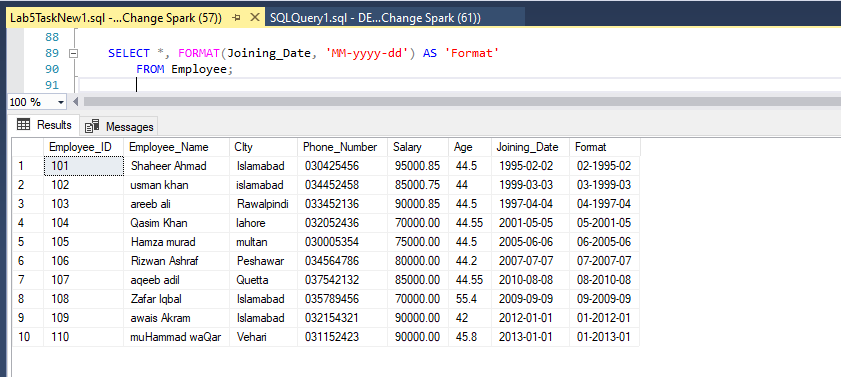 Lab5TaskNew1.sql -...Change Spark (57)) SQLQuery1.sql - DE...Change Spark (61))
88
89 SELECT *, FORMAT(Joining_Date, 'MM-yyyy-dd') AS 'Format'
90 FROM Employee;
91
100 %
Results Messages
Employee_ID Employee_Name CIty Phone_Number Salary Age Joining_Date Format
1 101 Shaheer Ahmad Islamabad 030425456 95000.85 44.5 1995-02-02 02-1995-02
2 102 usman khan islamabad 034452458 85000.75 44 1999-03-03 03-1999-03
3 103 areeb ali Rawalpindi 033452136 90000.85 44.5 1997-04-04 04-1997-04
4 104 Qasim Khan lahore 032052436 70000.00 44.55 2001-05-05 05-2001-05
5 105 Hamza murad multan 030005354 75000.00 44.5 2005-06-06 06-2005-06
6 106 Rizwan Ashraf Peshawar 034564786 80000.00 44.2 2007-07-07 07-2007-07
7 107 aqeeb adil Quetta 037542132 85000.00 44.55 2010-08-08 08-2010-08
8 108 Zafar Iqbal Islamabad 035789456 70000.00 55.4 2009-09-09 09-2009-09
9 109 awais Akram Islamabad 032154321 90000.00 42 2012-01-01 01-2012-01
10 110 muHammad waQar Vehari 031152423 90000.00 45.8 2013-01-01 01-2013-01